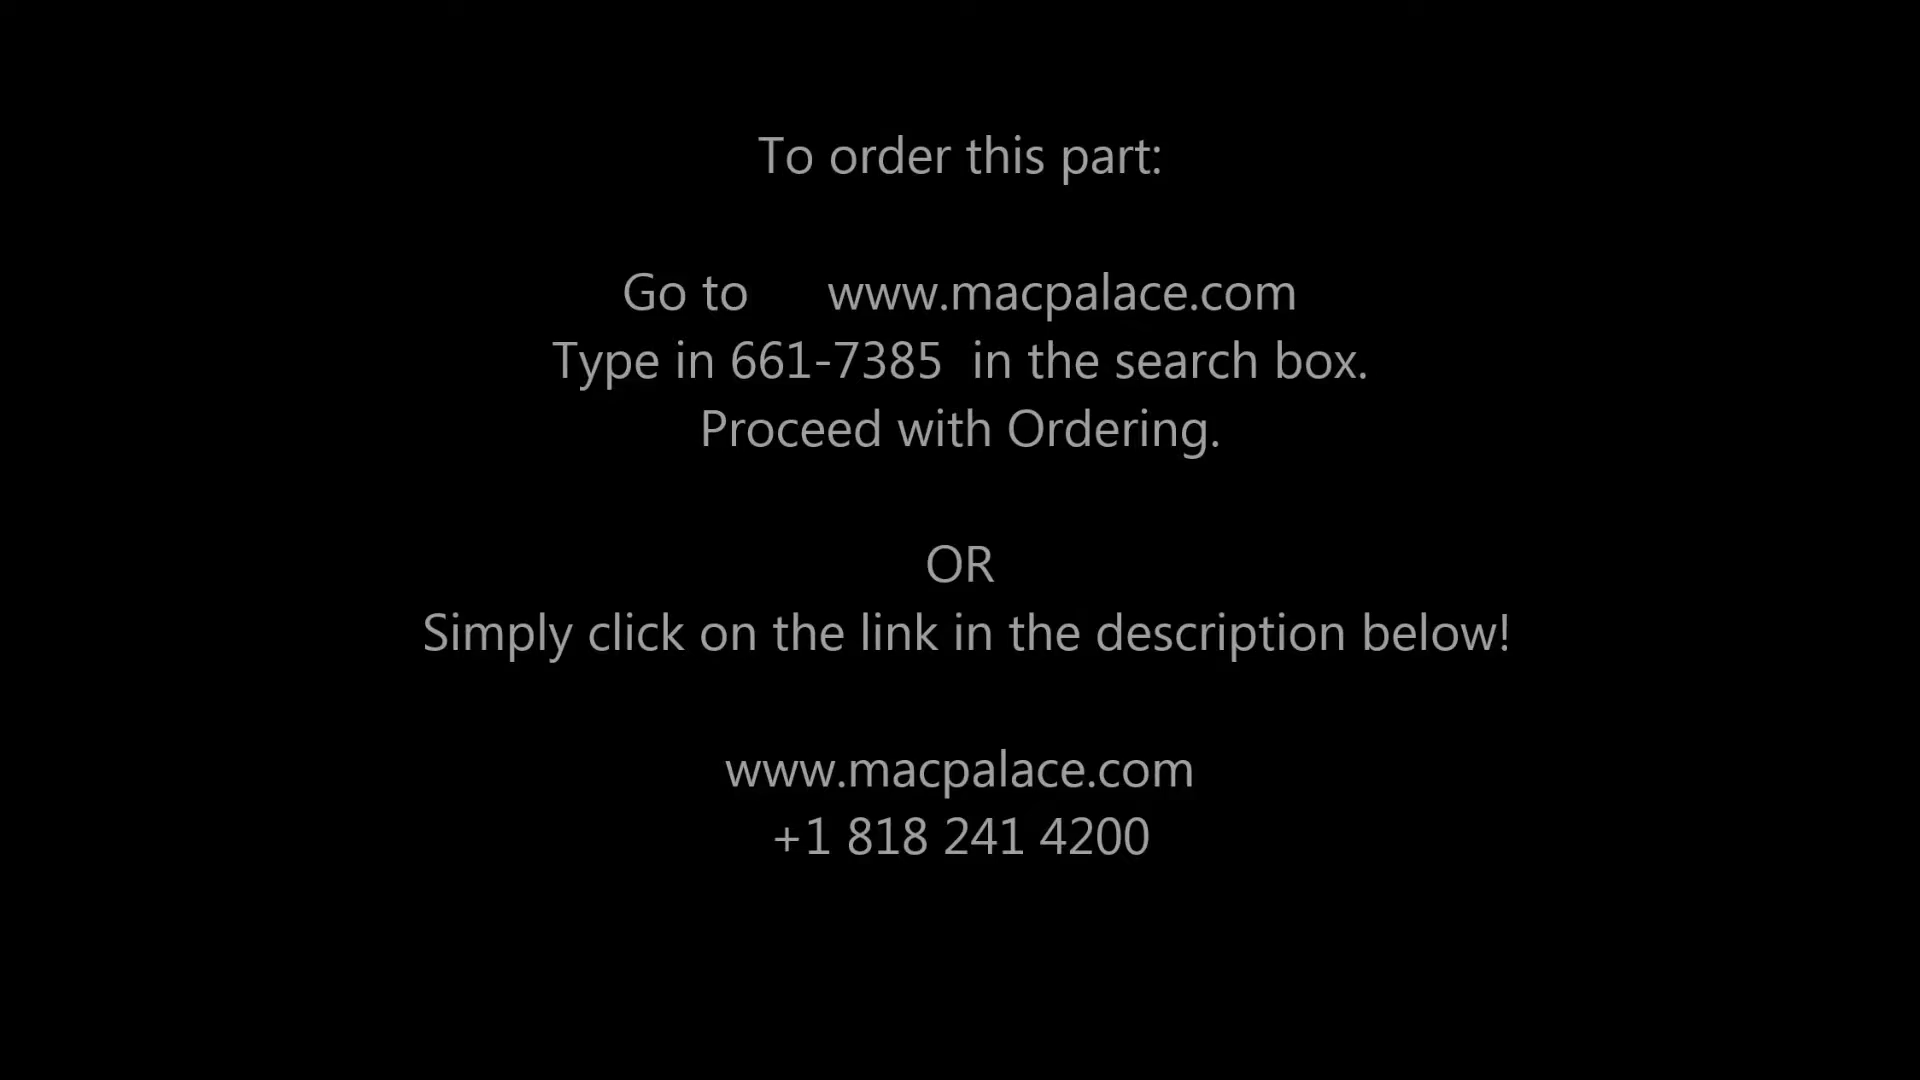 To order this part:
Go to www.macpalace.com
Type in 661-7385 in the search box.
Proceed with Ordering.
OR
Simply click on the link in the description below!
www.macpalace.com
+1 818 241 4200